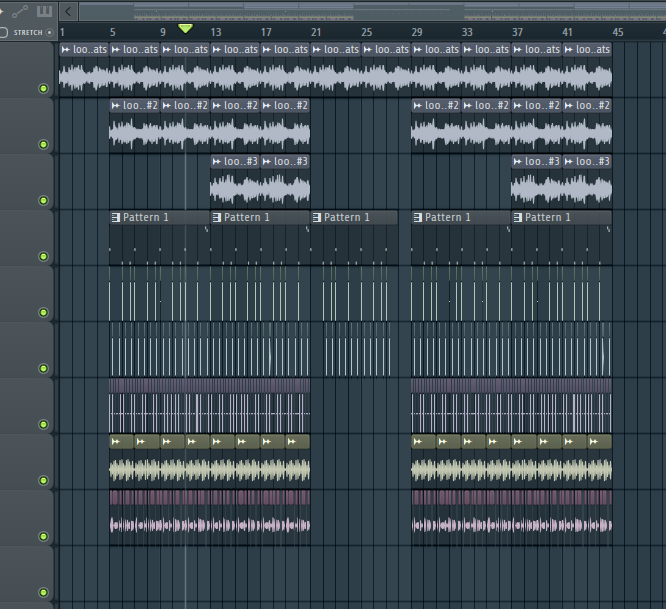 STRETCH 1 5 9 13 17 21 25 29 33 37 41 45
loo..ats loo..ats loo..ats loo..ats loo..ats loo..ats loo..ats loo..ats loo..ats loo..ats loo..ats
loo..#2 loo..#2 loo..#2 loo..#2 loo..#2 loo..#2 loo..#2 loo..#2
loo..#3 loo..#3 loo..#3 loo..#3
Pattern 1 Pattern 1 Pattern 1 Pattern 1 Pattern 1